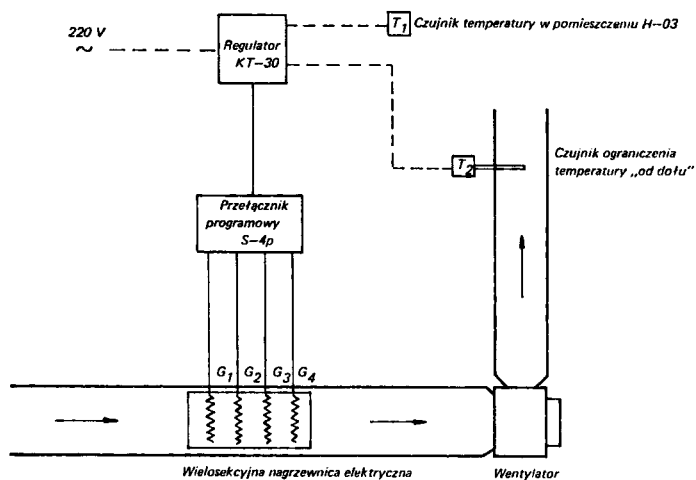 220 V
~
Regulator
KT-30
T1
Czujnik temperatury w pomieszczeniu H-03
T2
Czujnik ograniczenia
temperatury „od dołu"
Przełącznik
programowy
S-4p
G1 G2 G3 G4
Wielosekcyjna nagrzewnica elektryczna
Wentylator